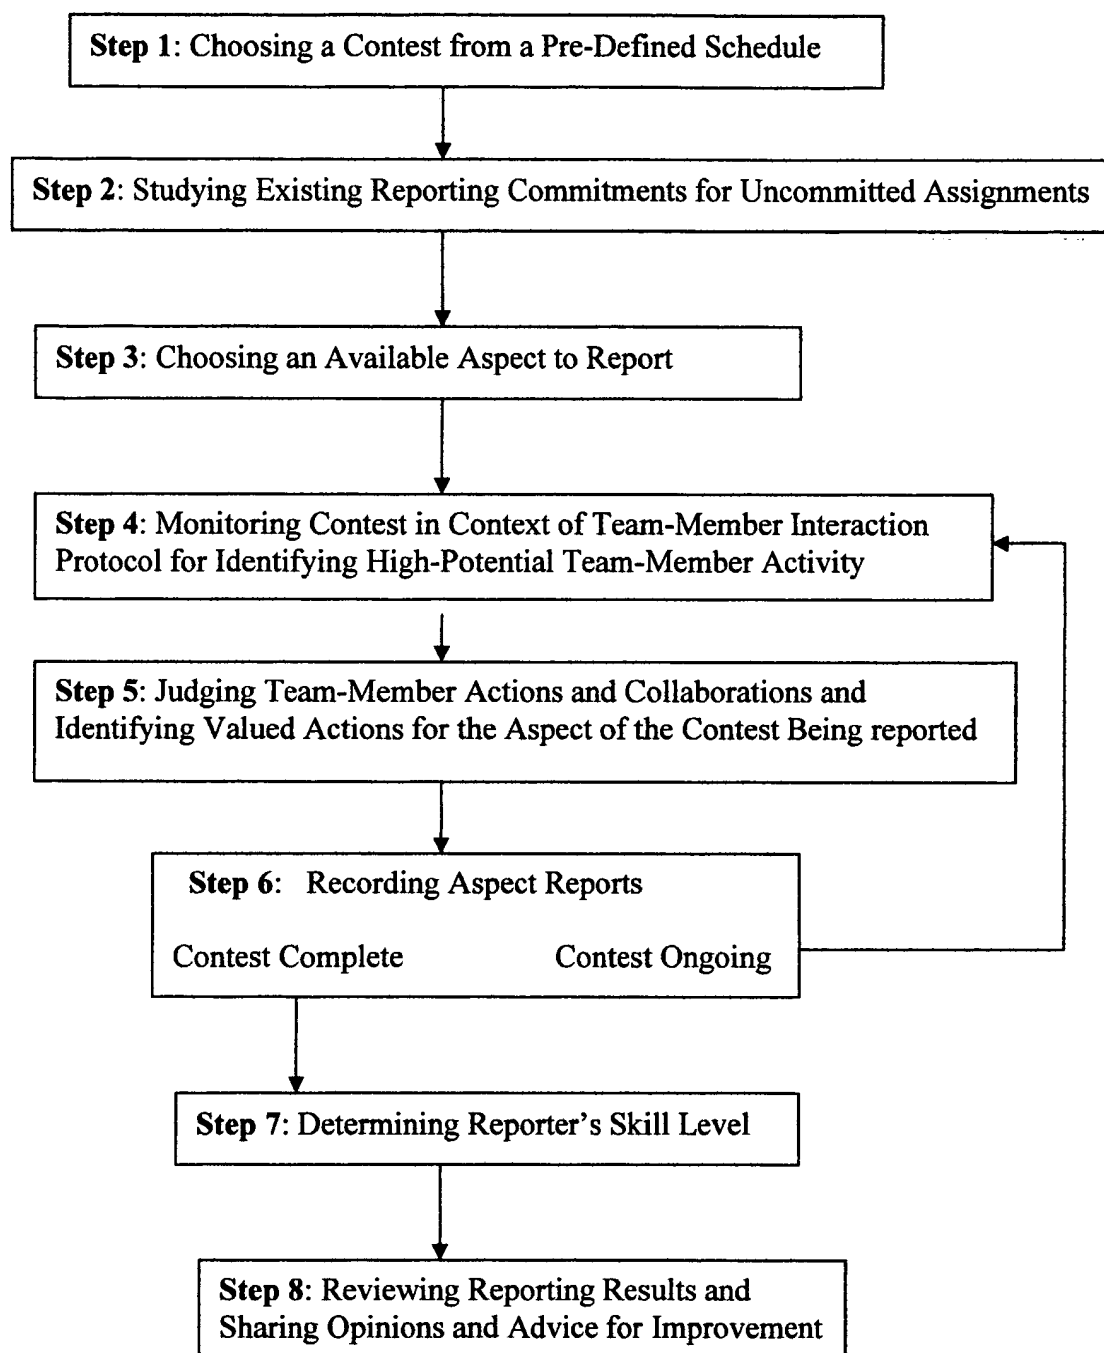 Step 1: Choosing a Contest from a Pre-Defined Schedule
Step 2: Studying Existing Reporting Commitments for Uncommitted Assignments
Step 3: Choosing an Available Aspect to Report
Step 4: Monitoring Contest in Context of Team-Member Interaction
Protocol for Identifying High-Potential Team-Member Activity
Step 5: Judging Team-Member Actions and Collaborations and
Identifying Valued Actions for the Aspect of the Contest Being reported
Step 6: Recording Aspect Reports
Contest Complete Contest Ongoing
Step 7: Determining Reporter's Skill Level
Step 8: Reviewing Reporting Results and
Sharing Opinions and Advice for Improvement